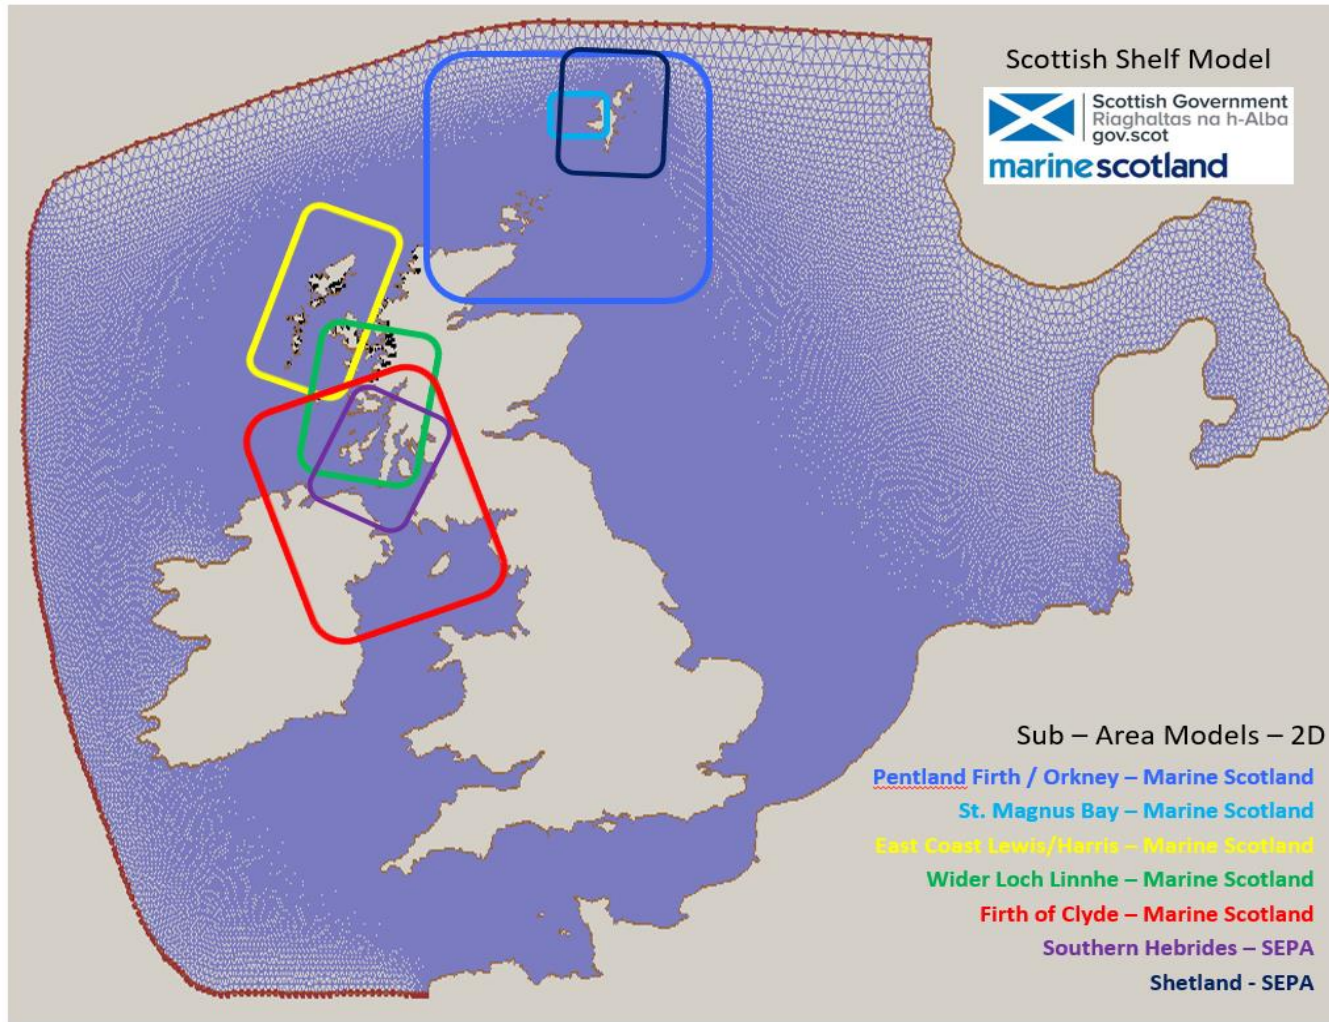 Scottish Shelf Model
Scottish Government
Riaghaltas na h-Alba
gov.scot
marinescotland
Sub – Area Models – 2D
Pentland Firth / Orkney – Marine Scotland
St. Magnus Bay – Marine Scotland
East Coast Lewis/Harris – Marine Scotland
Wider Loch Linnhe – Marine Scotland
Firth of Clyde – Marine Scotland
Southern Hebrides – SEPA
Shetland - SEPA